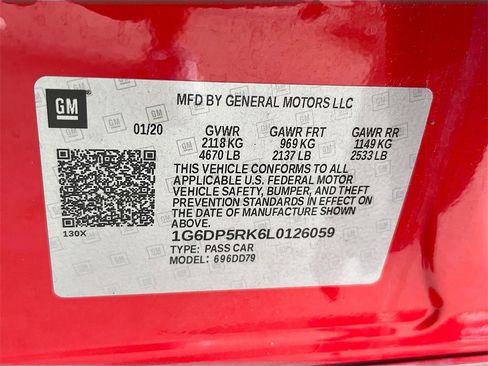 GM
MFD BY GENERAL MOTORS LLC
01/20 GVWR GAWR FRT GAWR RR
2118 KG 969 KG 1149 KG
4670 LB 2137 LB 2533 LB
THIS VEHICLE CONFORMS TO ALL
APPLICABLE U.S. FEDERAL MOTOR
VEHICLE SAFETY, BUMPER, AND THEFT
PREVENTION STANDARDS IN EFFECT ON
THE DATE OF MANUFACTURE SHOWN ABOVE.
130X 1G6DP5RK6L0126059
TYPE: PASS CAR
MODEL: 696DD79